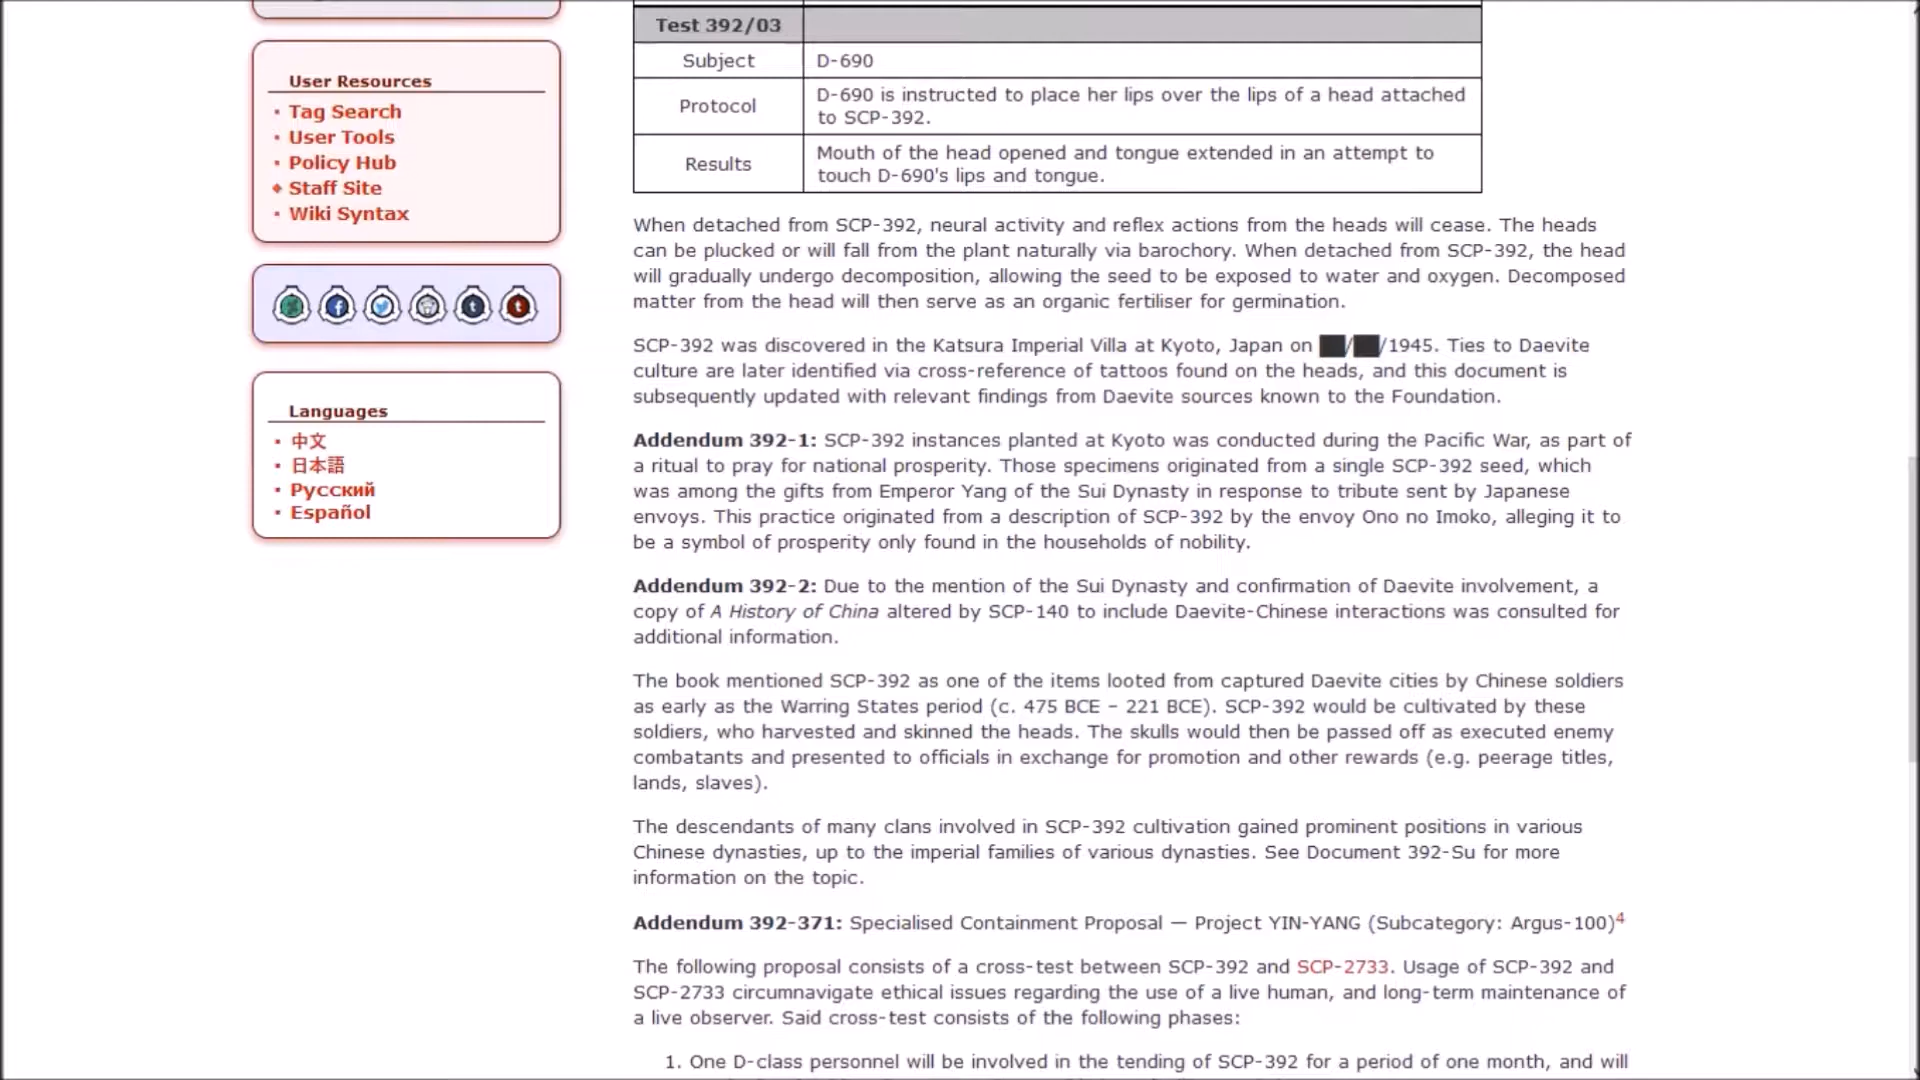 User Resources
Tag Search
User Tools
Policy Hub
Staff Site
Wiki Syntax
Languages
中文
日本語
Русский
Español
Test 392/03
Subject
D-690
Protocol
D-690 is instructed to place her lips over the lips of a head attached
to SCP-392.
Results
Mouth of the head opened and tongue extended in an attempt to
touch D-690's lips and tongue.
When detached from SCP-392, neural activity and reflex actions from the heads will cease. The heads
can be plucked or will fall from the plant naturally via barochory. When detached from SCP-392, the head
will gradually undergo decomposition, allowing the seed to be exposed to water and oxygen. Decomposed
matter from the head will then serve as an organic fertiliser for germination.
SCP-392 was discovered in the Katsura Imperial Villa at Kyoto, Japan on ██/██/1945. Ties to Daevite
culture are later identified via cross-reference of tattoos found on the heads, and this document is
subsequently updated with relevant findings from Daevite sources known to the Foundation.
Addendum 392-1: SCP-392 instances planted at Kyoto was conducted during the Pacific War, as part of
a ritual to pray for national prosperity. Those specimens originated from a single SCP-392 seed, which
was among the gifts from Emperor Yang of the Sui Dynasty in response to tribute sent by Japanese
envoys. This practice originated from a description of SCP-392 by the envoy Ono no Imoko, alleging it to
be a symbol of prosperity only found in the households of nobility.
Addendum 392-2: Due to the mention of the Sui Dynasty and confirmation of Daevite involvement, a
copy of A History of China altered by SCP-140 to include Daevite-Chinese interactions was consulted for
additional information.
The book mentioned SCP-392 as one of the items looted from captured Daevite cities by Chinese soldiers
as early as the Warring States period (c. 475 BCE – 221 BCE). SCP-392 would be cultivated by these
soldiers, who harvested and skinned the heads. The skulls would then be passed off as executed enemy
combatants and presented to officials in exchange for promotion and other rewards (e.g. peerage titles,
lands, slaves).
The descendants of many clans involved in SCP-392 cultivation gained prominent positions in various
Chinese dynasties, up to the imperial families of various dynasties. See Document 392-Su for more
information on the topic.
Addendum 392-371: Specialised Containment Proposal — Project YIN-YANG (Subcategory: Argus-100)4
The following proposal consists of a cross-test between SCP-392 and SCP-2733. Usage of SCP-392 and
SCP-2733 circumnavigate ethical issues regarding the use of a live human, and long-term maintenance of
a live observer. Said cross-test consists of the following phases:
1. One D-class personnel will be involved in the tending of SCP-392 for a period of one month, and will